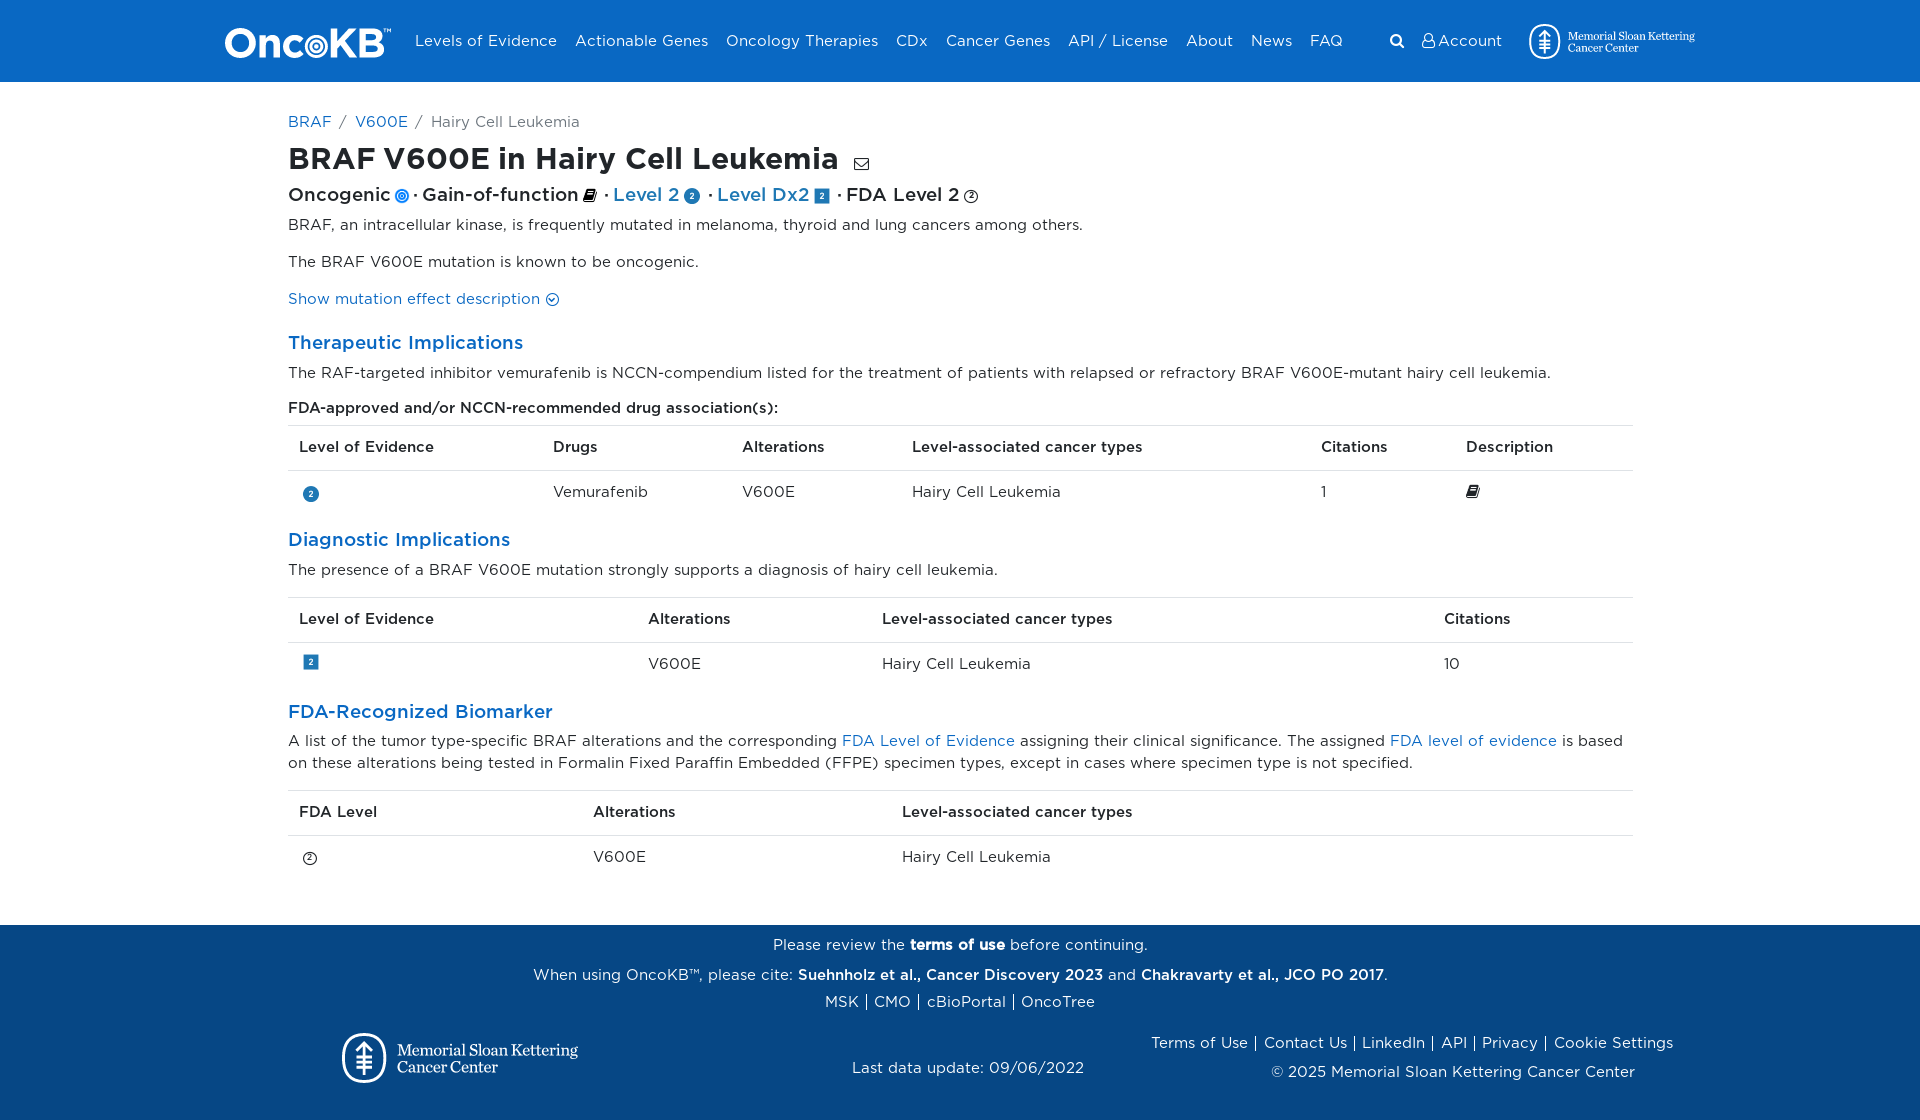 OncoKB™ Levels of Evidence Actionable Genes Oncology Therapies CDx Cancer Genes API / License About News FAQ Account Memorial Sloan Kettering
Cancer Center
BRAF / V600E / Hairy Cell Leukemia
BRAF V600E in Hairy Cell Leukemia
Oncogenic · Gain-of-function · Level 2 2 · Level Dx2 2 · FDA Level 2 2
BRAF, an intracellular kinase, is frequently mutated in melanoma, thyroid and lung cancers among others.
The BRAF V600E mutation is known to be oncogenic.
Show mutation effect description
Therapeutic Implications
The RAF-targeted inhibitor vemurafenib is NCCN-compendium listed for the treatment of patients with relapsed or refractory BRAF V600E-mutant hairy cell leukemia.
FDA-approved and/or NCCN-recommended drug association(s):
Level of Evidence Drugs Alterations Level-associated cancer types Citations Description
2 Vemurafenib V600E Hairy Cell Leukemia 1
Diagnostic Implications
The presence of a BRAF V600E mutation strongly supports a diagnosis of hairy cell leukemia.
Level of Evidence Alterations Level-associated cancer types Citations
2 V600E Hairy Cell Leukemia 10
FDA-Recognized Biomarker
A list of the tumor type-specific BRAF alterations and the corresponding FDA Level of Evidence assigning their clinical significance. The assigned FDA level of evidence is based
on these alterations being tested in Formalin Fixed Paraffin Embedded (FFPE) specimen types, except in cases where specimen type is not specified.
FDA Level Alterations Level-associated cancer types
2 V600E Hairy Cell Leukemia
Please review the terms of use before continuing.
When using OncoKB™, please cite: Suehnholz et al., Cancer Discovery 2023 and Chakravarty et al., JCO PO 2017.
MSK | CMO | cBioPortal | OncoTree
Memorial Sloan Kettering
Cancer Center
Last data update: 09/06/2022
Terms of Use | Contact Us | LinkedIn | API | Privacy | Cookie Settings
© 2025 Memorial Sloan Kettering Cancer Center